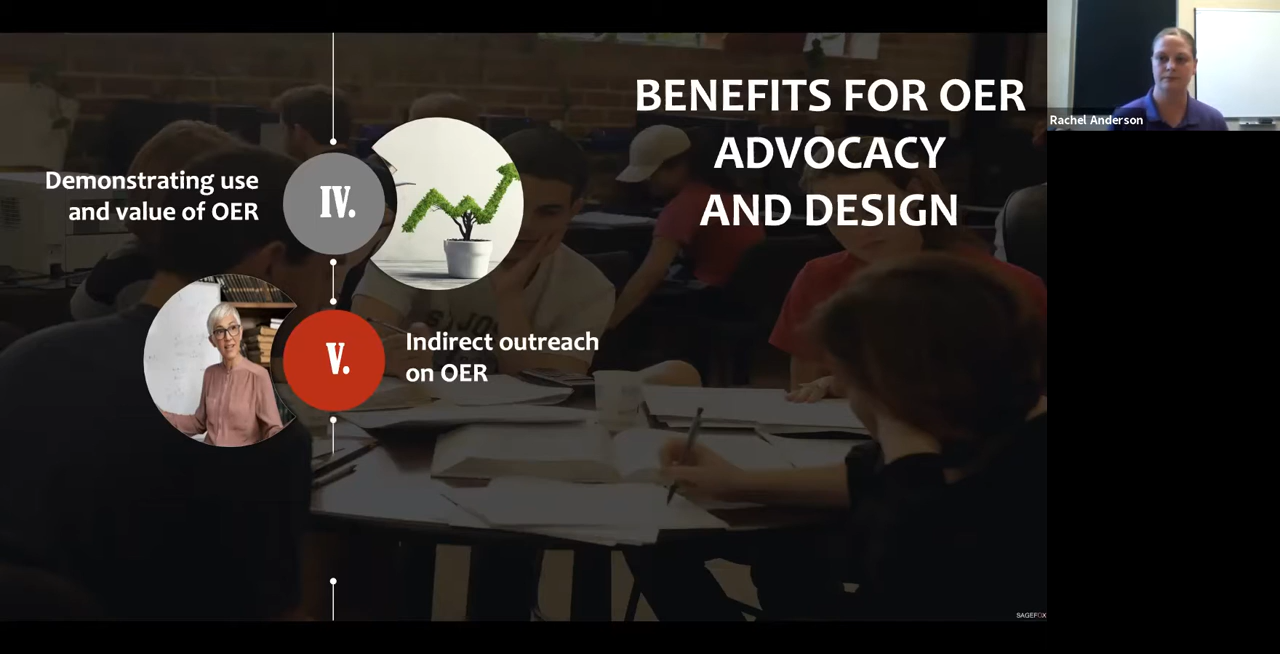 BENEFITS FOR OER
ADVOCACY
AND DESIGN
Demonstrating use
and value of OER
IV.
V.
Indirect outreach
on OER
Rachel Anderson
SAGEFOX